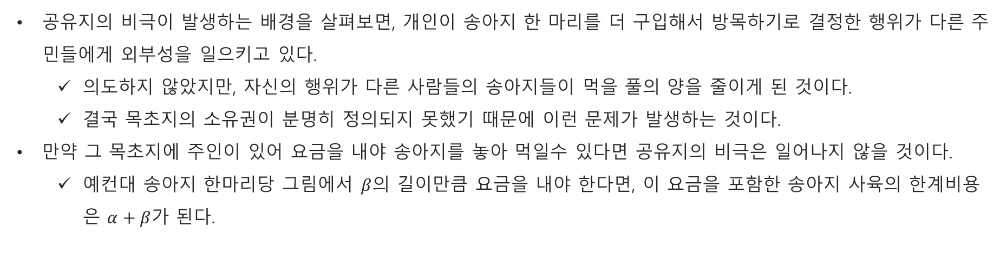 • 공유지의 비극이 발생하는 배경을 살펴보면, 개인이 송아지 한 마리를 더 구입해서 방목하기로 결정한 행위가 다른 주
민들에게 외부성을 일으키고 있다.
✓ 의도하지 않았지만, 자신의 행위가 다른 사람들의 송아지들이 먹을 풀의 양을 줄이게 된 것이다.
✓ 결국 목초지의 소유권이 분명히 정의되지 못했기 때문에 이런 문제가 발생하는 것이다.
• 만약 그 목초지에 주인이 있어 요금을 내야 송아지를 놓아 먹일수 있다면 공유지의 비극은 일어나지 않을 것이다.
✓ 예컨대 송아지 한마리당 그림에서 β의 길이만큼 요금을 내야 한다면, 이 요금을 포함한 송아지 사육의 한계비용
은 α + β가 된다.